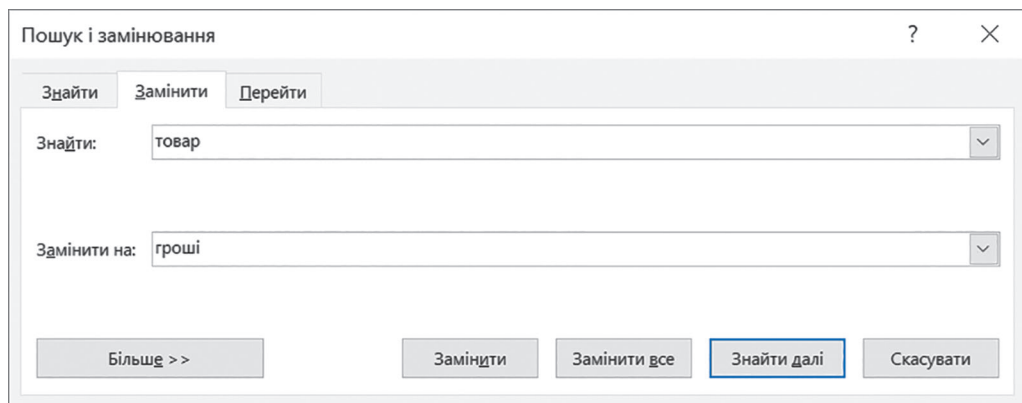 Пошук і замінювання ?
Знайти Замінити Перейти
Знайти: товар
Замінити на: гроші
Більше >> Замінити Замінити все Знайти далі Скасувати